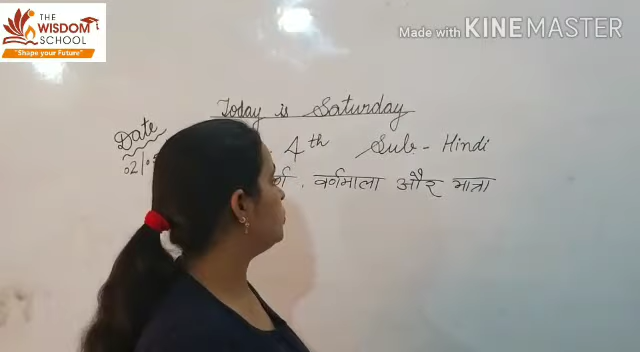 THE
WISDOM
SCHOOL
"Shape your Future"
Made with KINEMASTER
Today is Saturday
Date
4th Sub - Hindi
02/0
, वर्णमाला और मात्रा